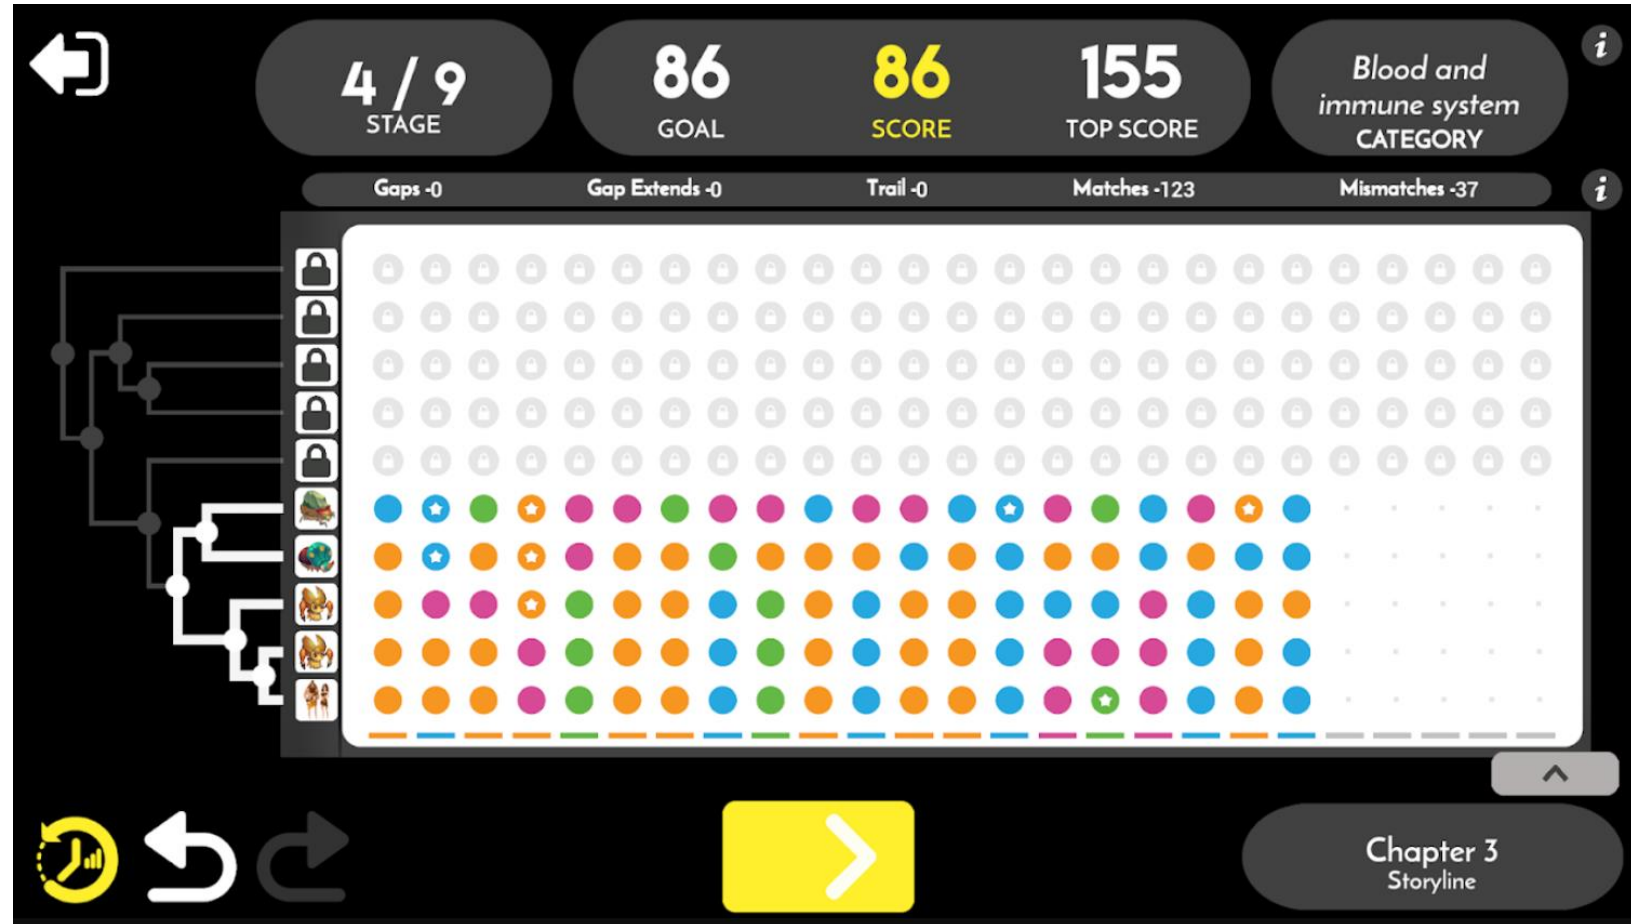 4 / 9
STAGE
86
GOAL
86
SCORE
155
TOP SCORE
Blood and
immune system
CATEGORY
i
Gaps -0
Gap Extends -0
Trail -0
Matches -123
Mismatches -37
i
Chapter 3
Storyline